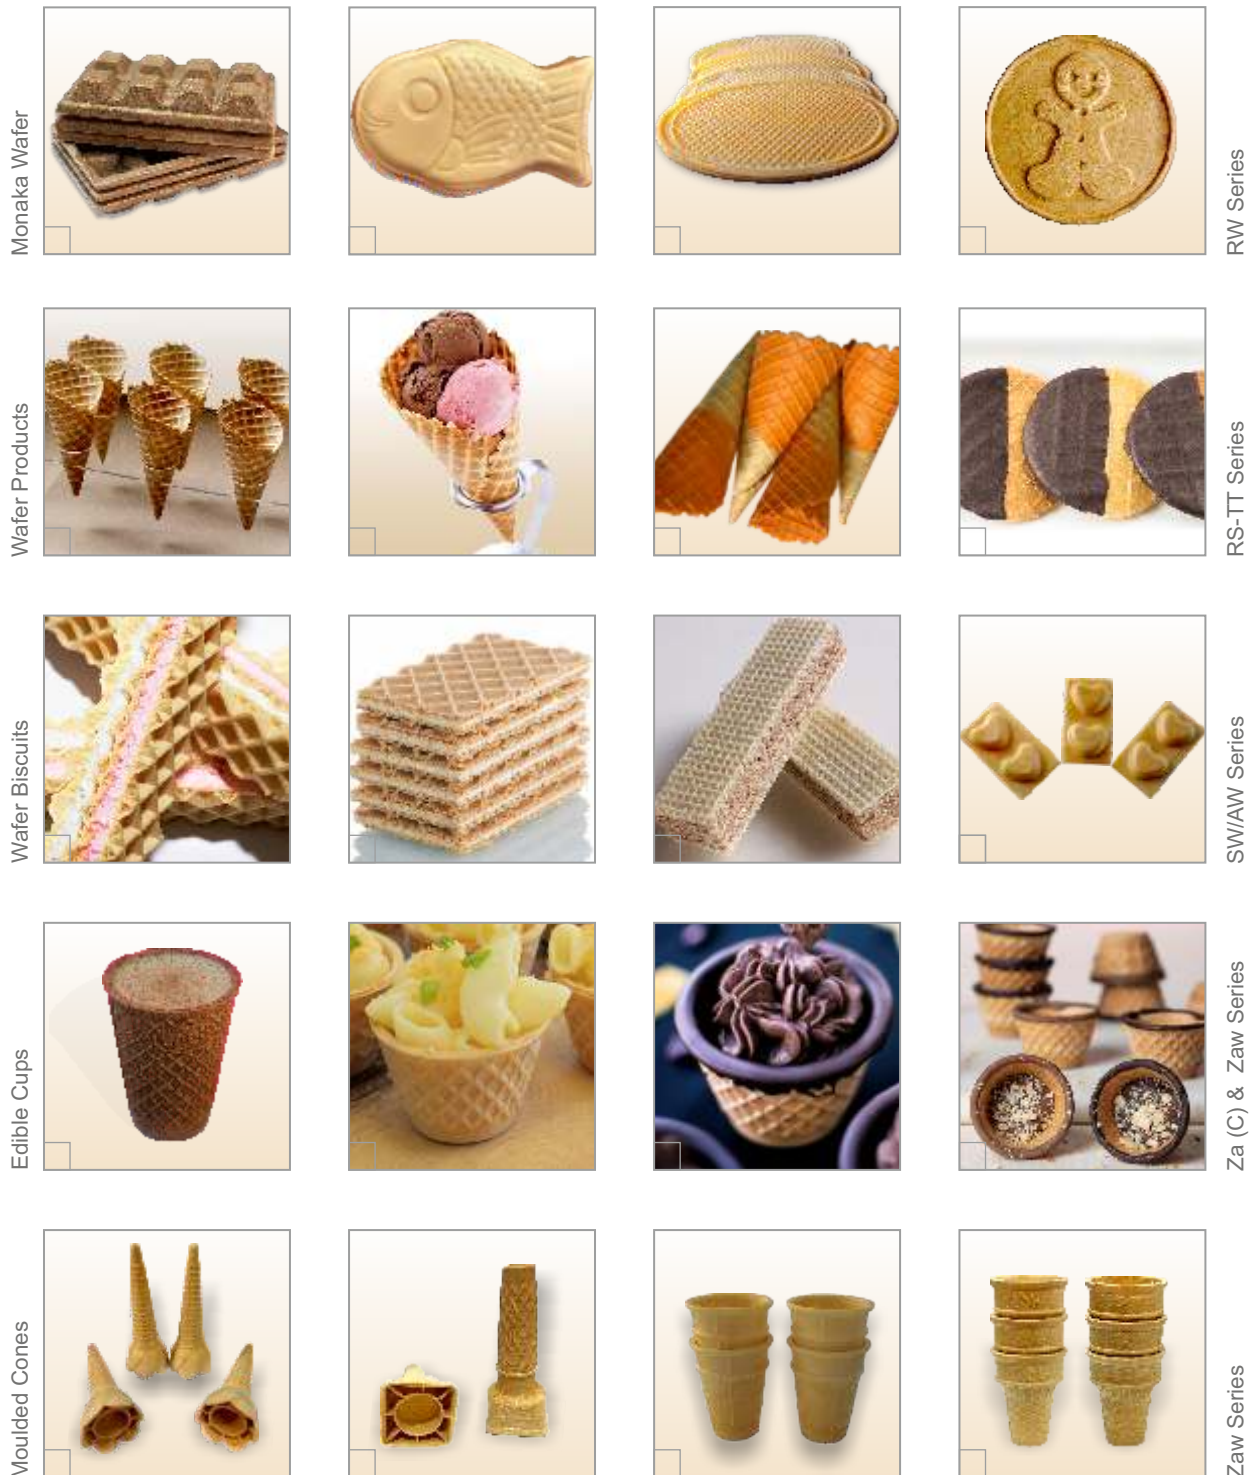 Monaka Wafer
RW Series
Wafer Products
RS-TT Series
Wafer Biscuits
SW/AW Series
Edible Cups
Za (C) & Zaw Series
Moulded Cones
Zaw Series